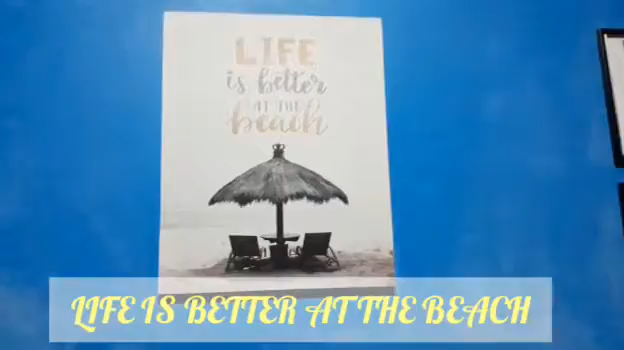 LIFE
is better
AT THE
beach
LIFE IS BETTER AT THE BEACH